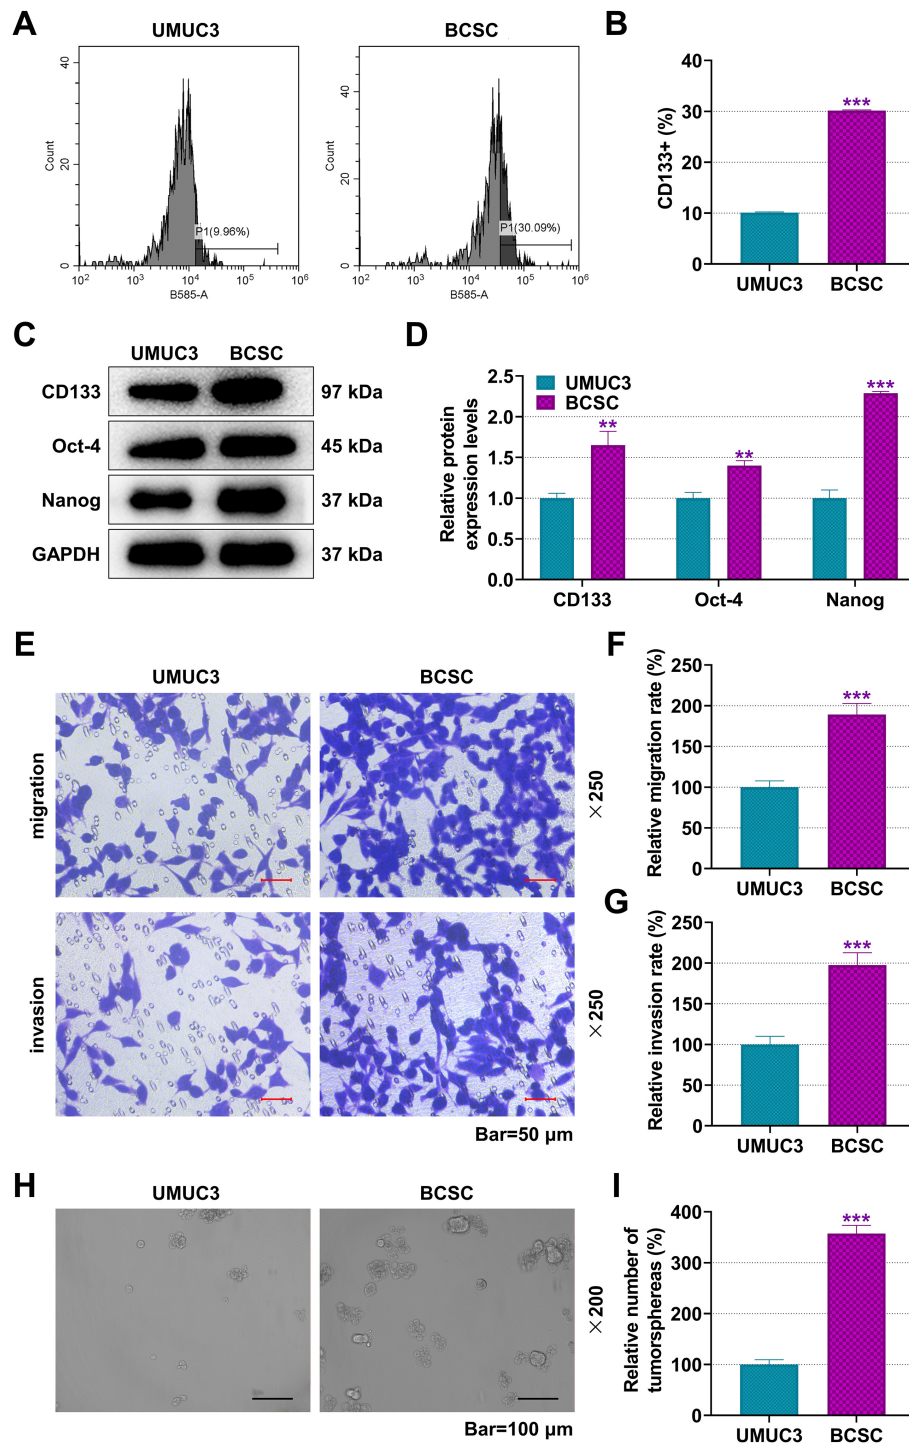 A
UMUC3
BCSC
B
Count
40
20
0
P1(9.96%)
10² 10³ 10⁴ 10⁵ 10⁶
B585-A
Count
40
20
0
P1(30.09%)
10² 10³ 10⁴ 10⁵ 10⁶
B585-A
CD133+ (%)
40
30
20
10
0
***
UMUC3 BCSC
C
UMUC3 BCSC
CD133 97 kDa
Oct-4 45 kDa
Nanog 37 kDa
GAPDH 37 kDa
D
Relative protein
expression levels
2.5
2.0
1.5
1.0
0.5
0.0
UMUC3
BCSC
**
**
***
CD133 Oct-4 Nanog
E
UMUC3 BCSC
migration
×250
invasion
×250
Bar=50 µm
F
Relative migration rate (%)
250
200
150
100
50
0
***
UMUC3 BCSC
G
Relative invasion rate (%)
250
200
150
100
50
0
***
UMUC3 BCSC
H
UMUC3 BCSC
×200
Bar=100 µm
I
Relative number of
tumorsphereas (%)
400
300
200
100
0
***
UMUC3 BCSC